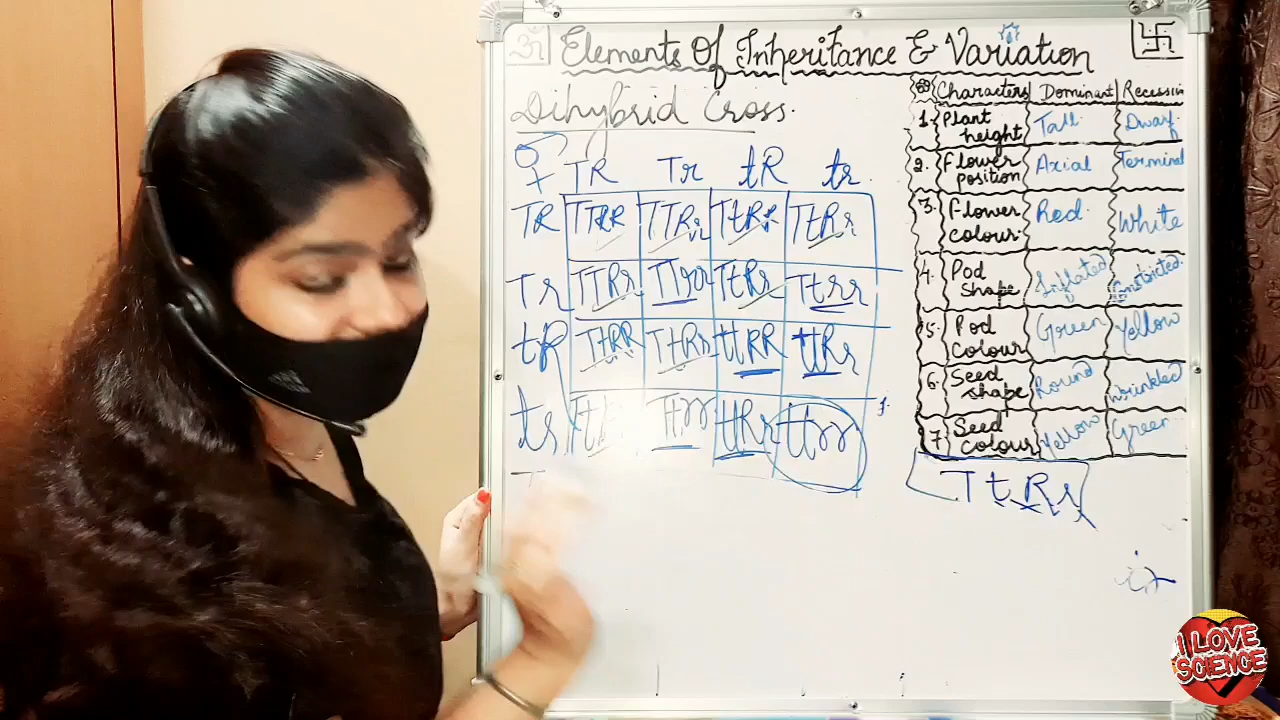 ॐ Elements Of Inheritance & Variation
Dihybrid Cross.
TR Tr tR tr
TR TTRR TTRr TtRR TtRr
Tr TTRr TTrr TtRr Ttrr
tR TtRR TtRr ttRR ttRr
tr Ttrr ttRr ttrr 1.
Characters Dominant Recessiv
1. Plant height Tall Dwarf
2. Flower position Axial Terminal
3. Flower colour Red White
4. Pod shape Inflated Constricted
5. Pod colour Green Yellow
6. Seed shape Round Wrinkled
7. Seed colour Yellow Green
TtRr
I LOVE
SCIENCE